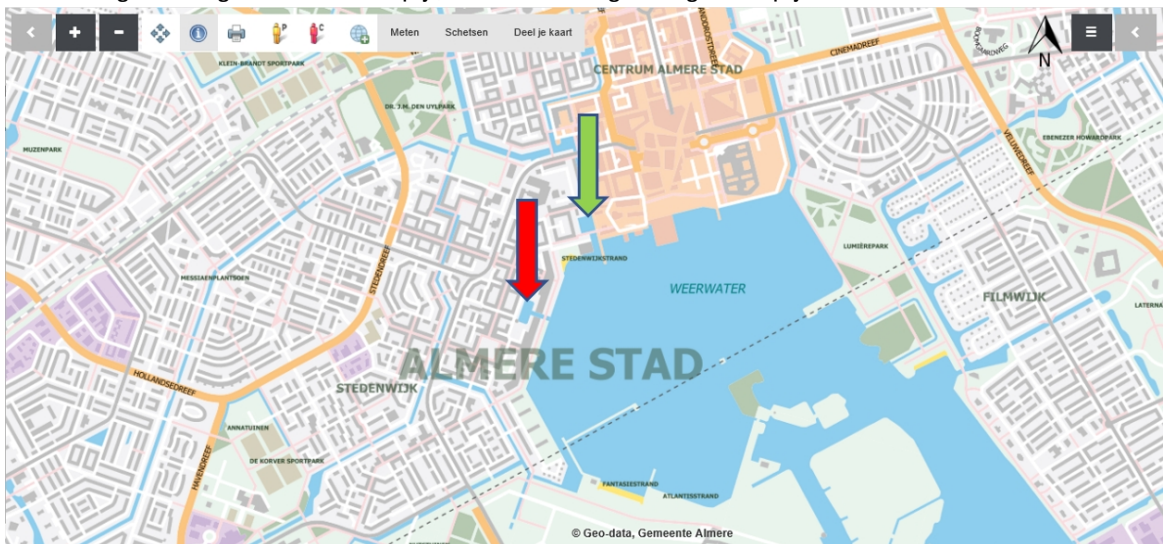 Meten Schetsen Deel je kaart
N
CINEMADREEF
KLEIN-BRANDT SPORTPARK
CENTRUM ALMERE STAD
DR. J.M. DEN UYLPARK
MUZENPARK
EBENEZER HOWARDPARK
VELUWEDREEF
LUMIÈREPARK
STEDENWIJKSTRAND
MESSIAENPLANTSOEN
STEDENDREEF
WEERWATER
FILMWIJK
LATERNA
ALMERE STAD
HOLLANDSEDREEF
STEDENWIJK
ANNATUINEN
DE KORVER SPORTPARK
HAVENDREEF
FANTASIESTRAND
ATLANTISSTRAND
© Geo-data, Gemeente Almere